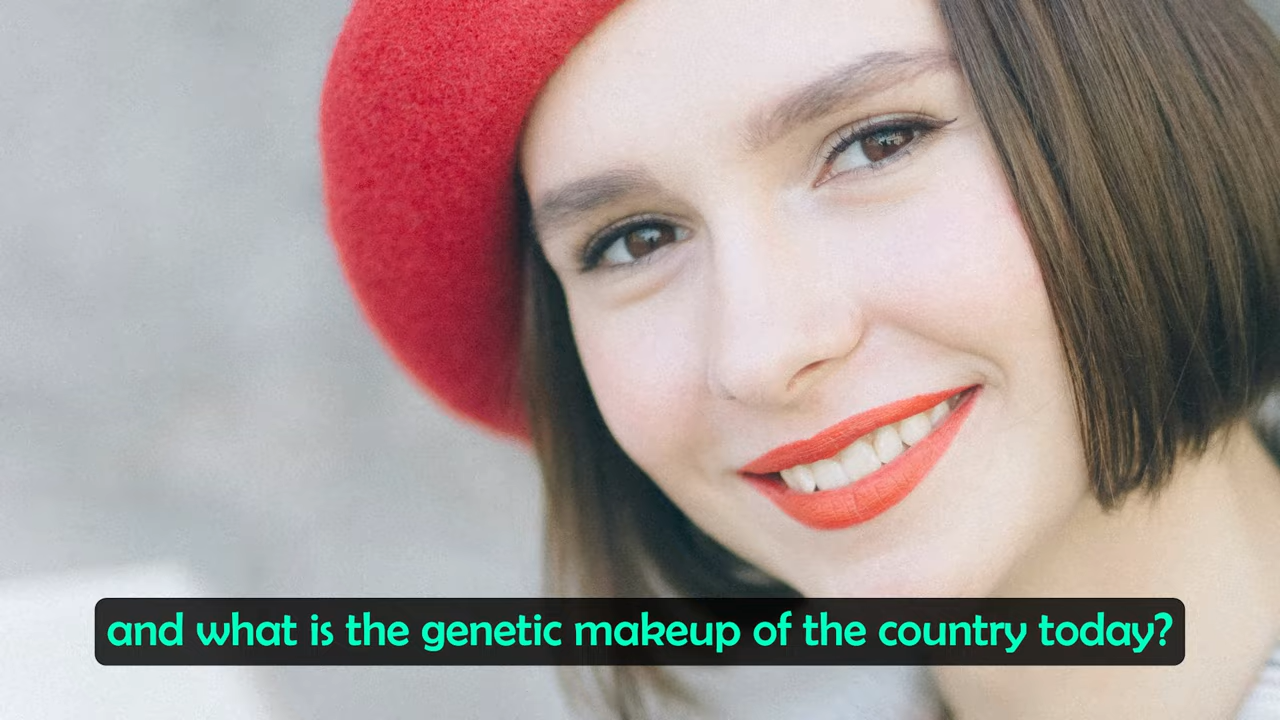 and what is the genetic makeup of the country today?